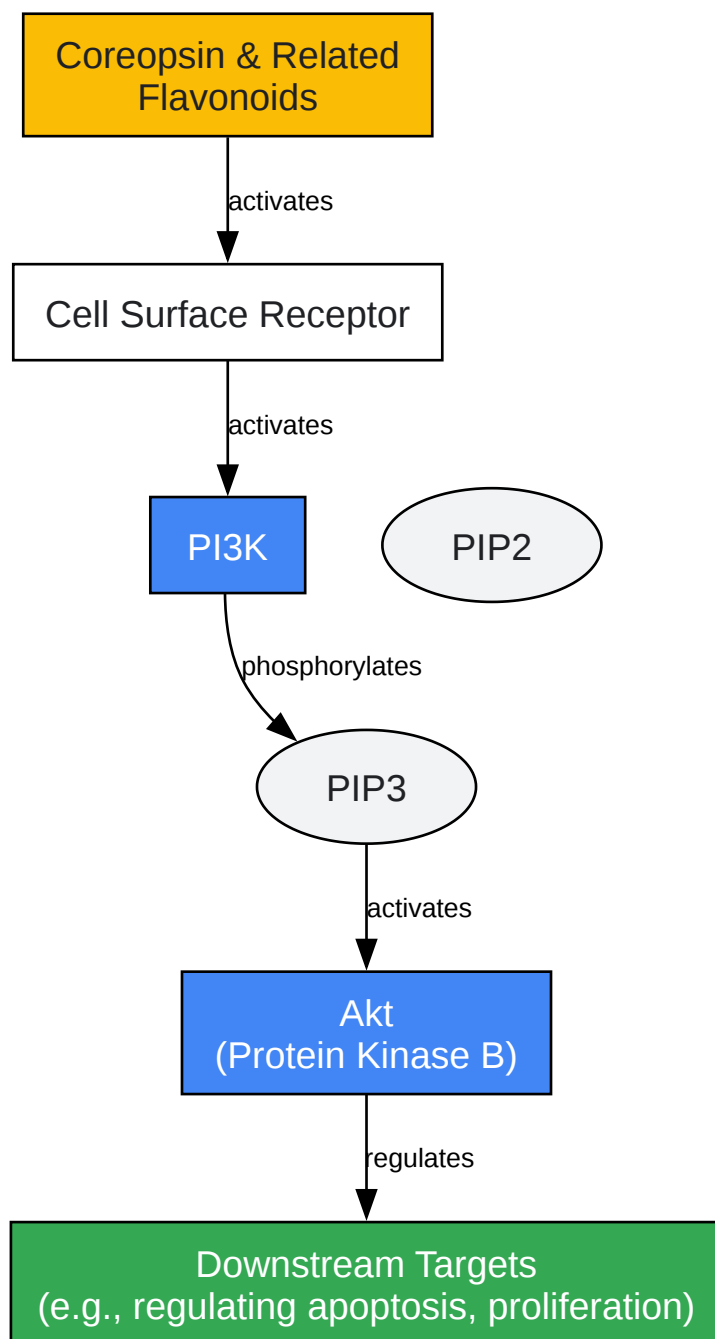 Coreopsin & Related
Flavonoids
activates
Cell Surface Receptor
activates
PI3K
PIP2
phosphorylates
PIP3
activates
Akt
(Protein Kinase B)
regulates
Downstream Targets
(e.g., regulating apoptosis, proliferation)